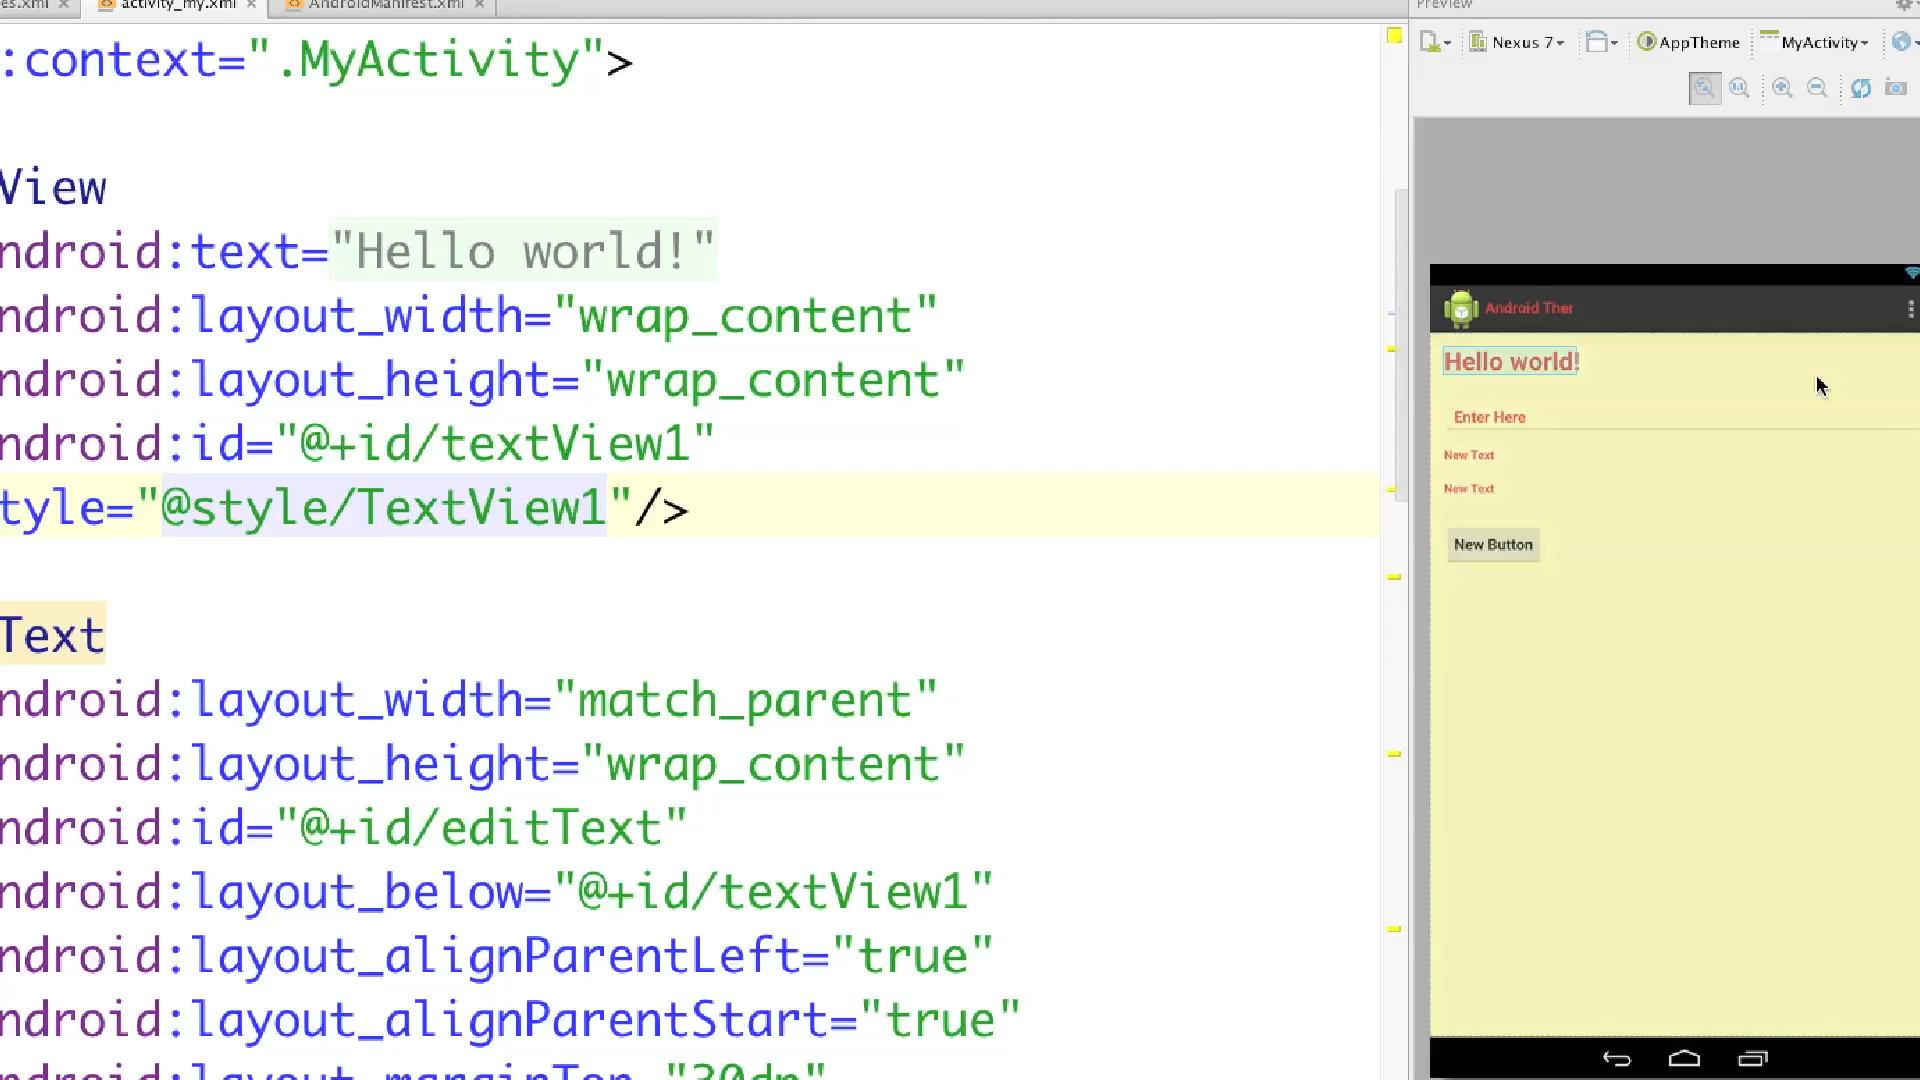 es.xml
activity_my.xml
AndroidManifest.xml
:context=".MyActivity">
View
ndroid:text="Hello world!"
ndroid:layout_width="wrap_content"
ndroid:layout_height="wrap_content"
ndroid:id="@+id/textView1"
tyle="@style/TextView1"/>
Text
ndroid:layout_width="match_parent"
ndroid:layout_height="wrap_content"
ndroid:id="@+id/editText"
ndroid:layout_below="@+id/textView1"
ndroid:layout_alignParentLeft="true"
ndroid:layout_alignParentStart="true"
ndroid:layout_marginTop="30dp"
Preview
Nexus 7
AppTheme
MyActivity
Android Ther
Hello world!
Enter Here
New Text
New Text
New Button